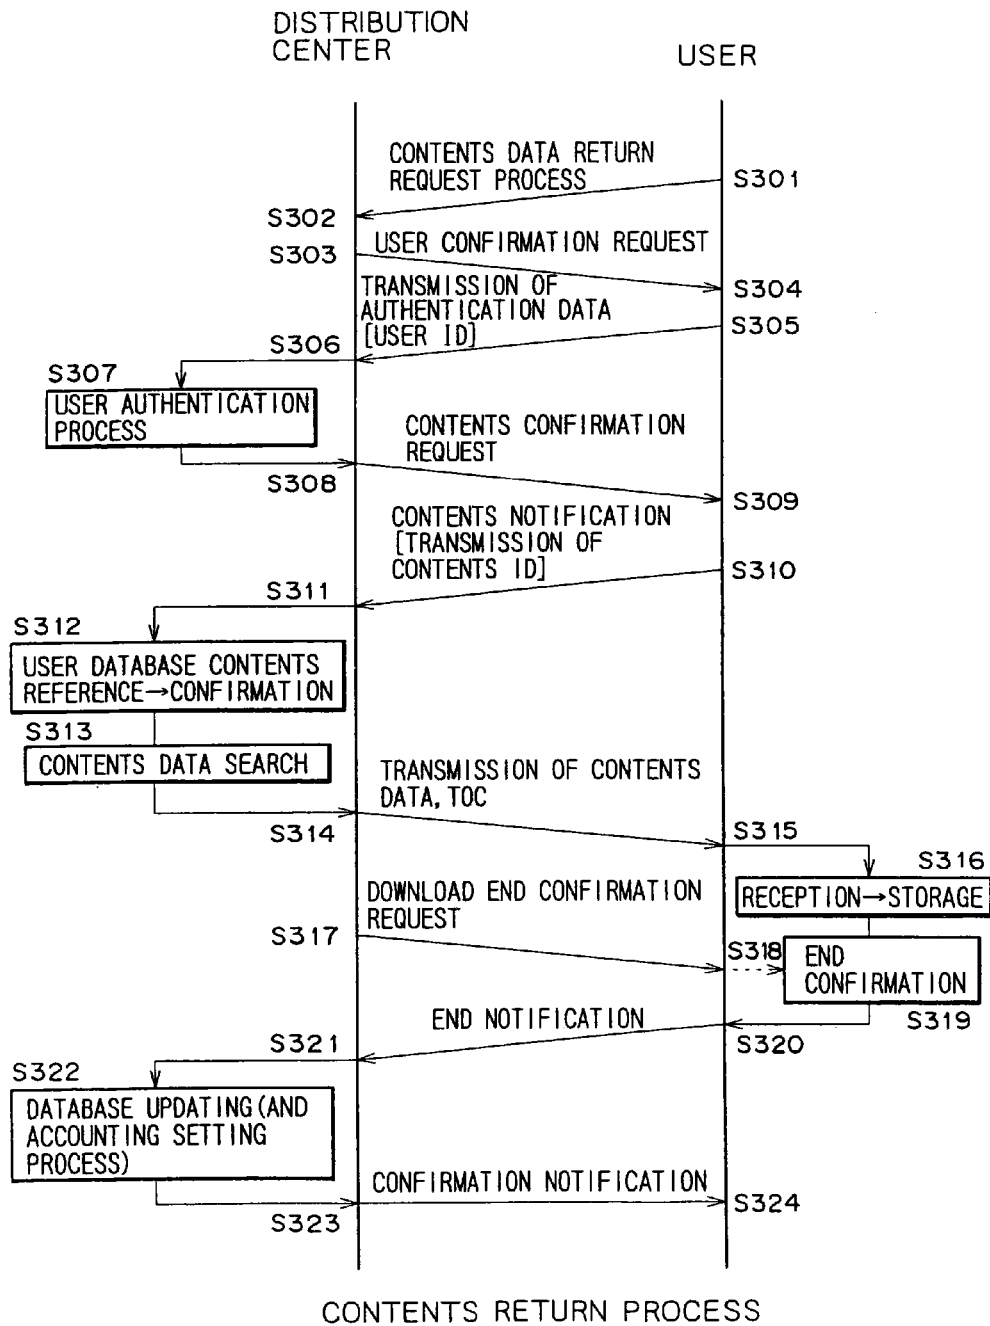 DISTRIBUTION
CENTER
USER
CONTENTS DATA RETURN
REQUEST PROCESS
S301
S302
S303
USER CONFIRMATION REQUEST
S304
TRANSMISSION OF
AUTHENTICATION DATA
[USER ID]
S305
S306
S307
USER AUTHENTICATION
PROCESS
CONTENTS CONFIRMATION
REQUEST
S308
S309
CONTENTS NOTIFICATION
[TRANSMISSION OF
CONTENTS ID]
S310
S311
S312
USER DATABASE CONTENTS
REFERENCE→CONFIRMATION
S313
CONTENTS DATA SEARCH
TRANSMISSION OF CONTENTS
DATA, TOC
S314
S315
S316
RECEPTION→STORAGE
DOWNLOAD END CONFIRMATION
REQUEST
S317
S318
END
CONFIRMATION
S319
END NOTIFICATION
S320
S321
S322
DATABASE UPDATING(AND
ACCOUNTING SETTING
PROCESS)
CONFIRMATION NOTIFICATION
S323
S324
CONTENTS RETURN PROCESS